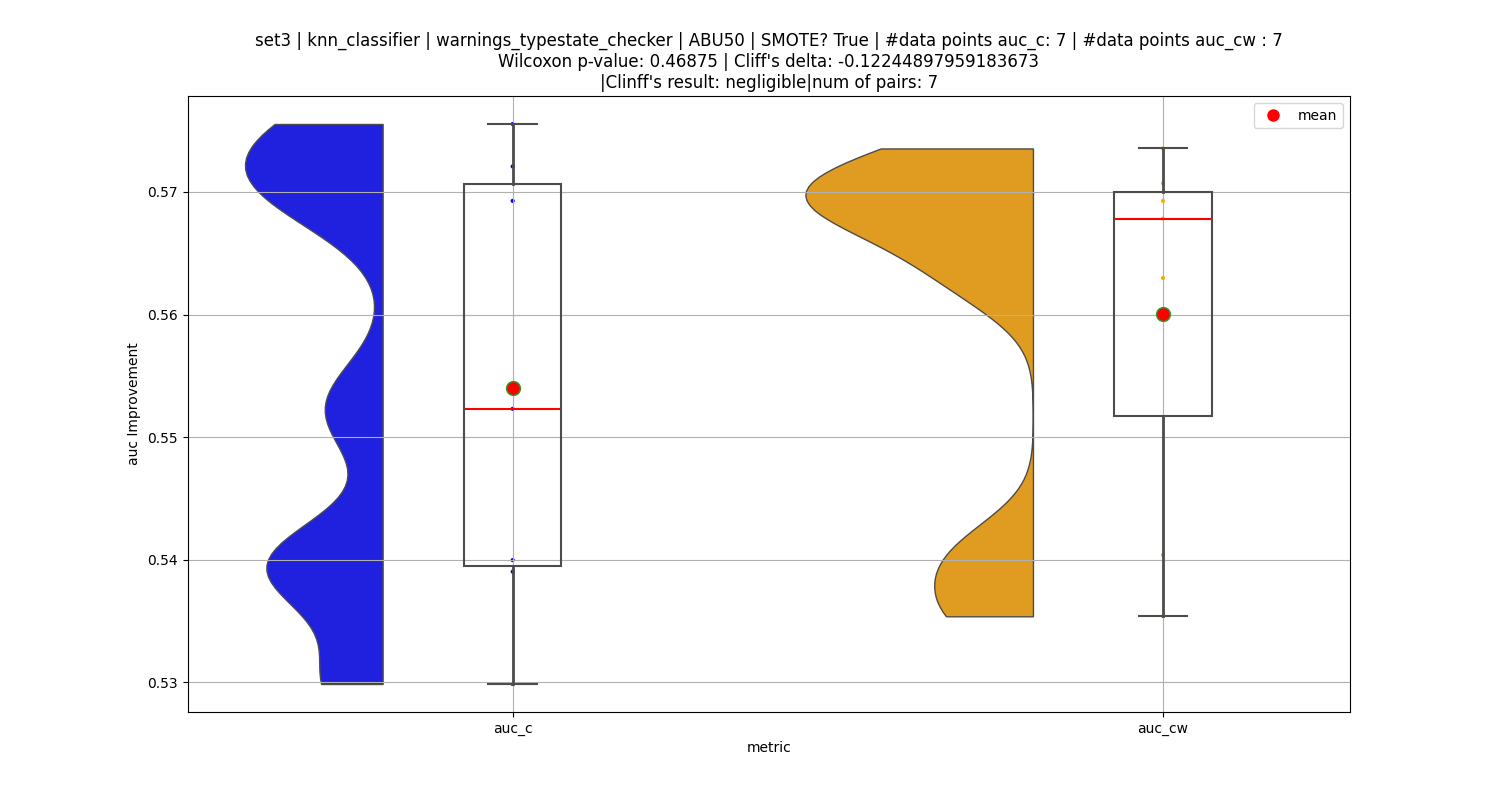 set3 | knn_classifier | warnings_typestate_checker | ABU50 | SMOTE? True | #data points auc_c: 7 | #data points auc_cw : 7
Wilcoxon p-value: 0.46875 | Cliff's delta: -0.12244897959183673
|Clinff's result: negligible|num of pairs: 7
mean
0.57
0.56
0.55
0.54
0.53
auc Improvement
auc_c
auc_cw
metric